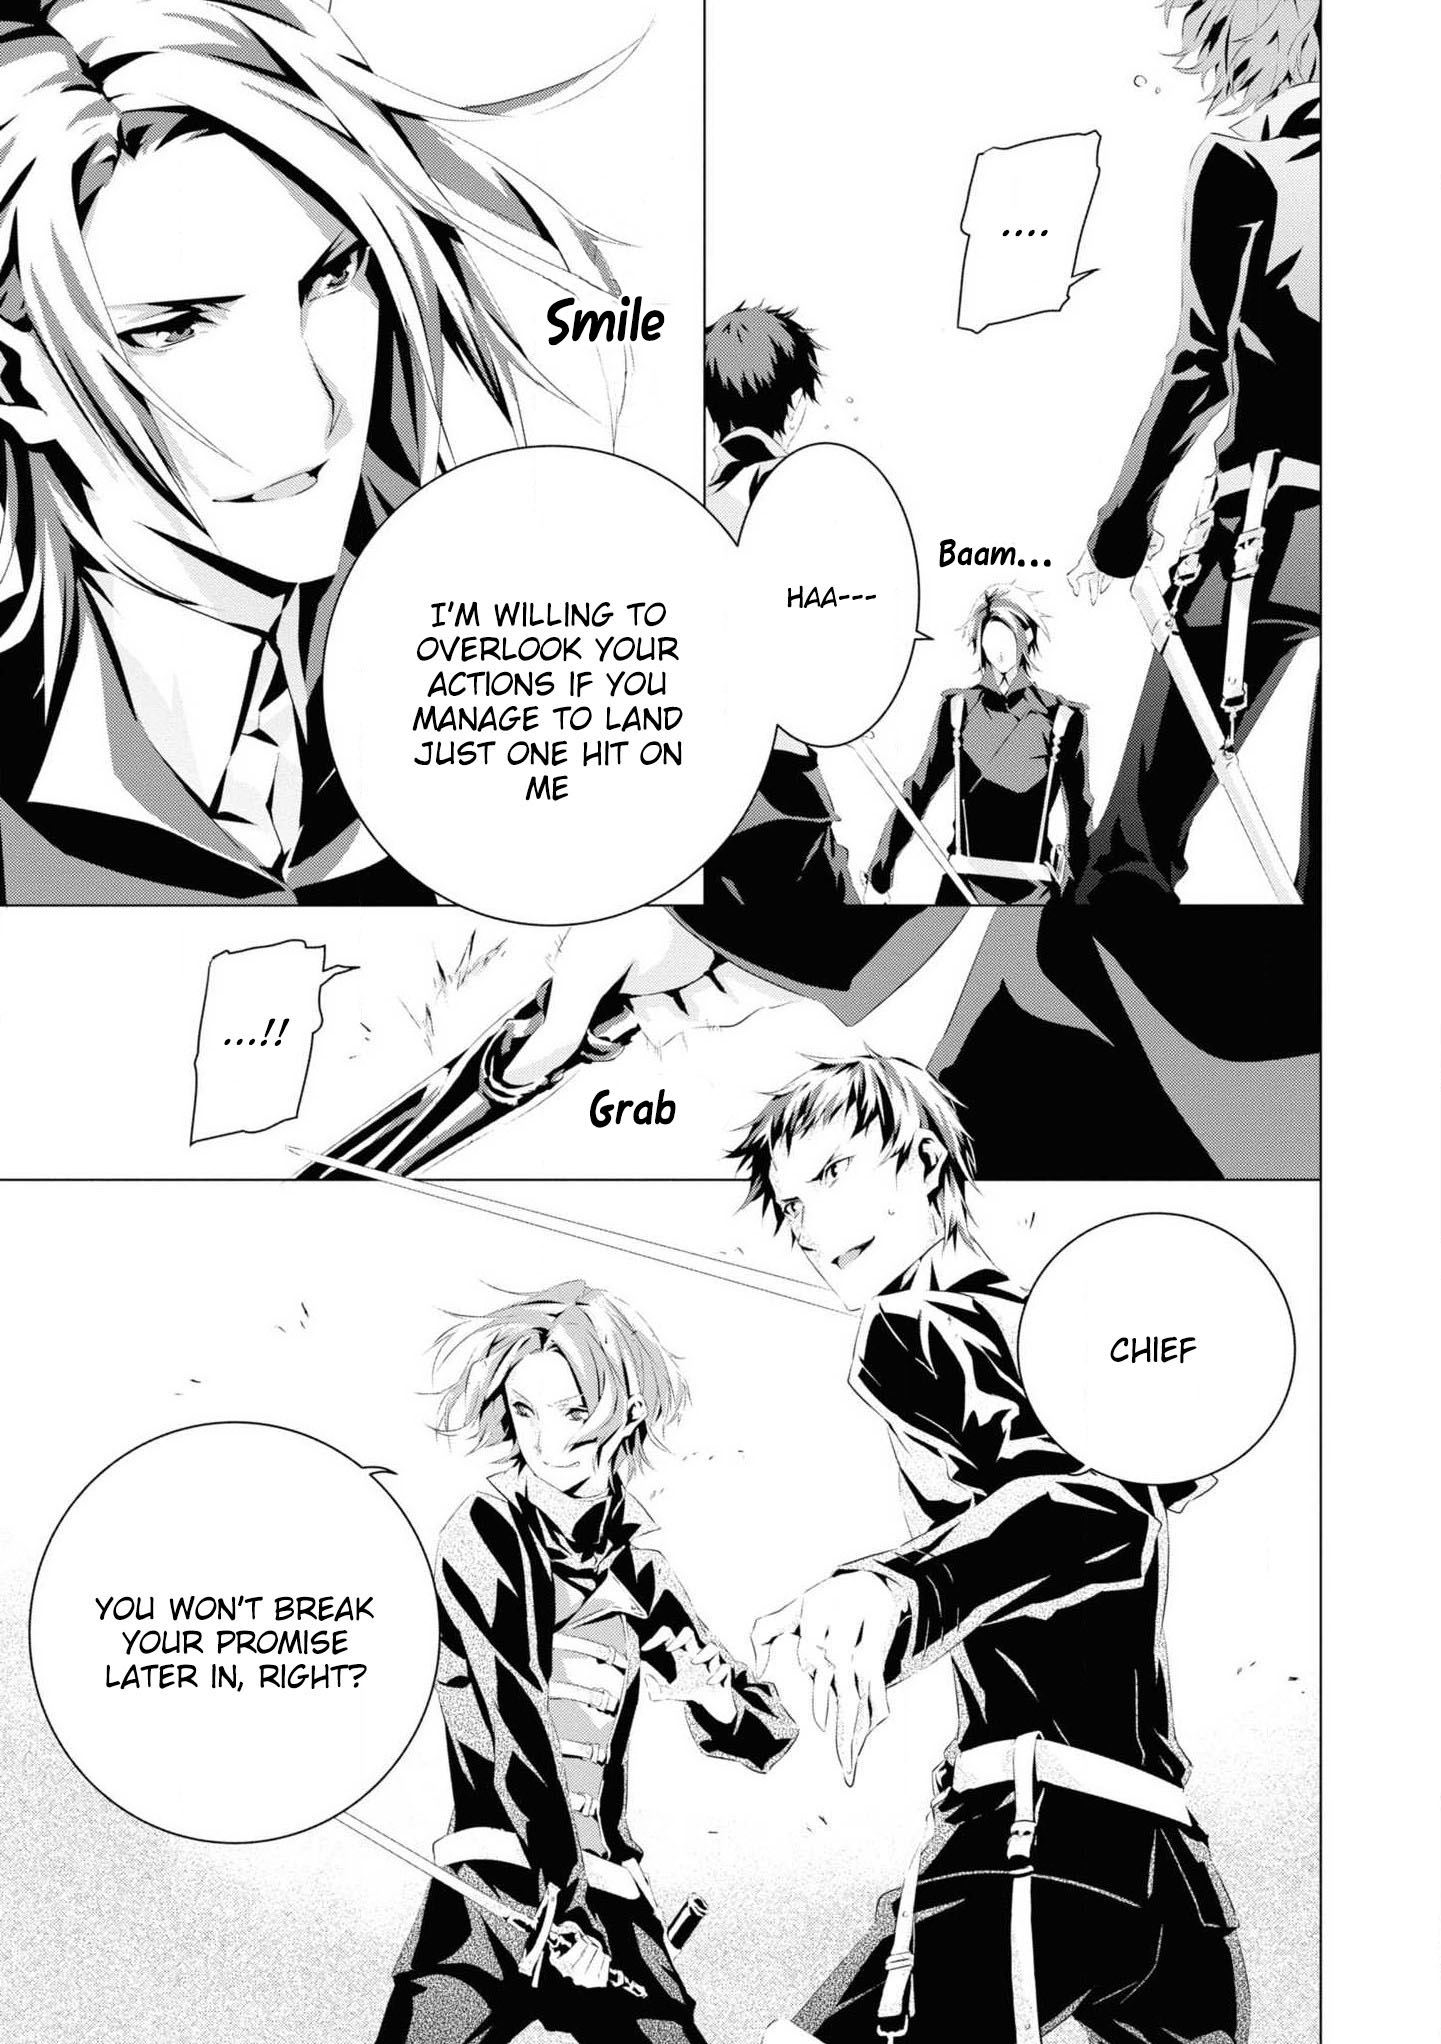 ....
Baam...
HAA---
Smile
I'M WILLING TO
OVERLOOK YOUR
ACTIONS IF YOU
MANAGE TO LAND
JUST ONE HIT ON
ME
Grab
...!!
CHIEF
YOU WON'T BREAK
YOUR PROMISE
LATER IN, RIGHT?